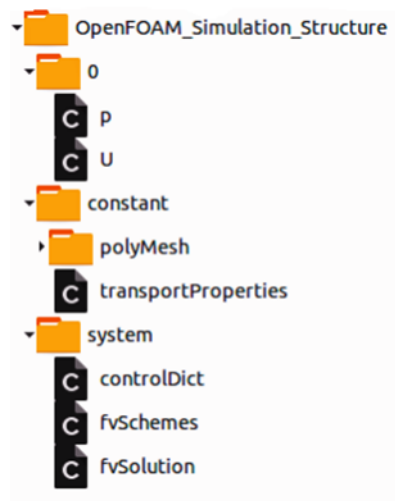 OpenFOAM_Simulation_Structure
0
C p
C U
constant
polyMesh
C transportProperties
system
C controlDict
C fvSchemes
C fvSolution